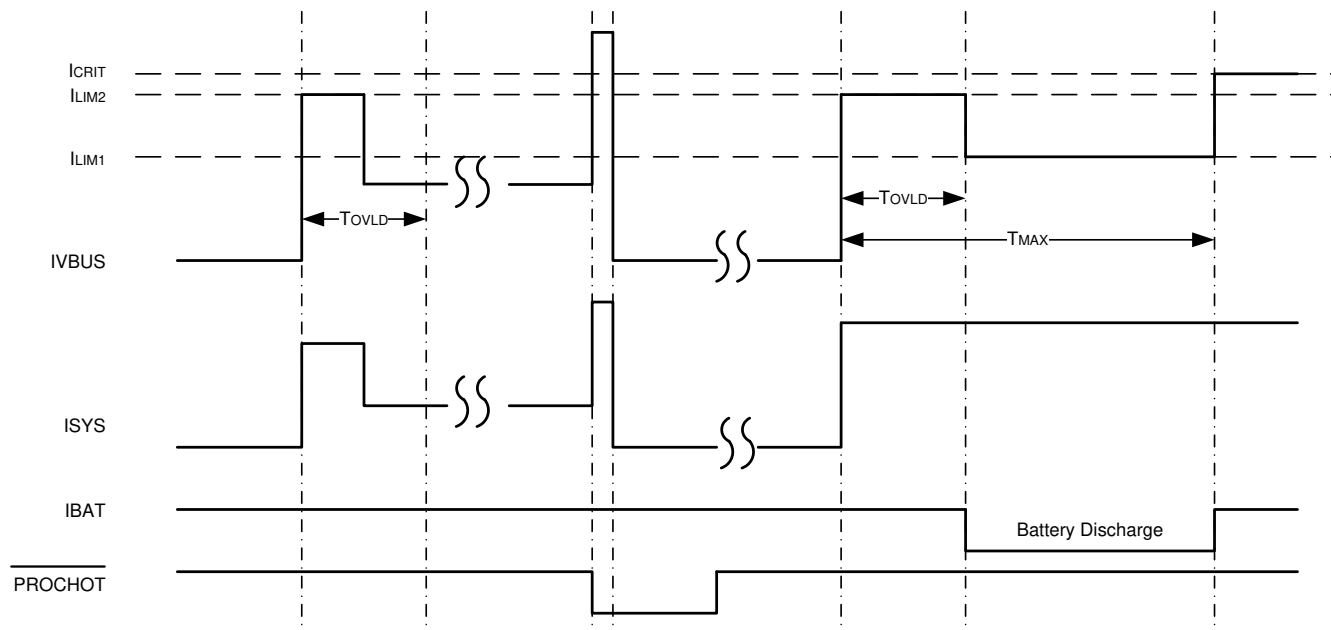 ICRIT
ILIM2
ILIM1
TOVLD
TOVLD
TMAX
IVBUS
ISYS
IBAT
Battery Discharge
PROCHOT